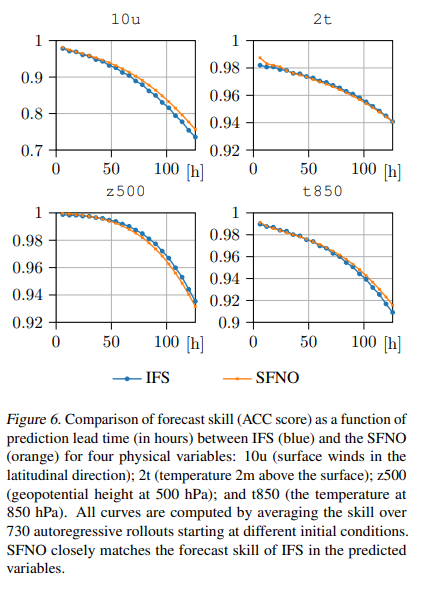 10u 2t
1 1
0.9 0.98
0.8 0.96
0.94
0.7 0.92
0 50 100 [h] 0 50 100 [h]
z500 t850
1 1
0.98 0.98
0.96 0.96
0.94 0.94
0.92 0.92
0.9
0 50 100 [h] 0 50 100 [h]
IFS SFNO
Figure 6. Comparison of forecast skill (ACC score) as a function of
prediction lead time (in hours) between IFS (blue) and the SFNO
(orange) for four physical variables: 10u (surface winds in the
latitudinal direction); 2t (temperature 2m above the surface); z500
(geopotential height at 500 hPa); and t850 (the temperature at
850 hPa). All curves are computed by averaging the skill over
730 autoregressive rollouts starting at different initial conditions.
SFNO closely matches the forecast skill of IFS in the predicted
variables.